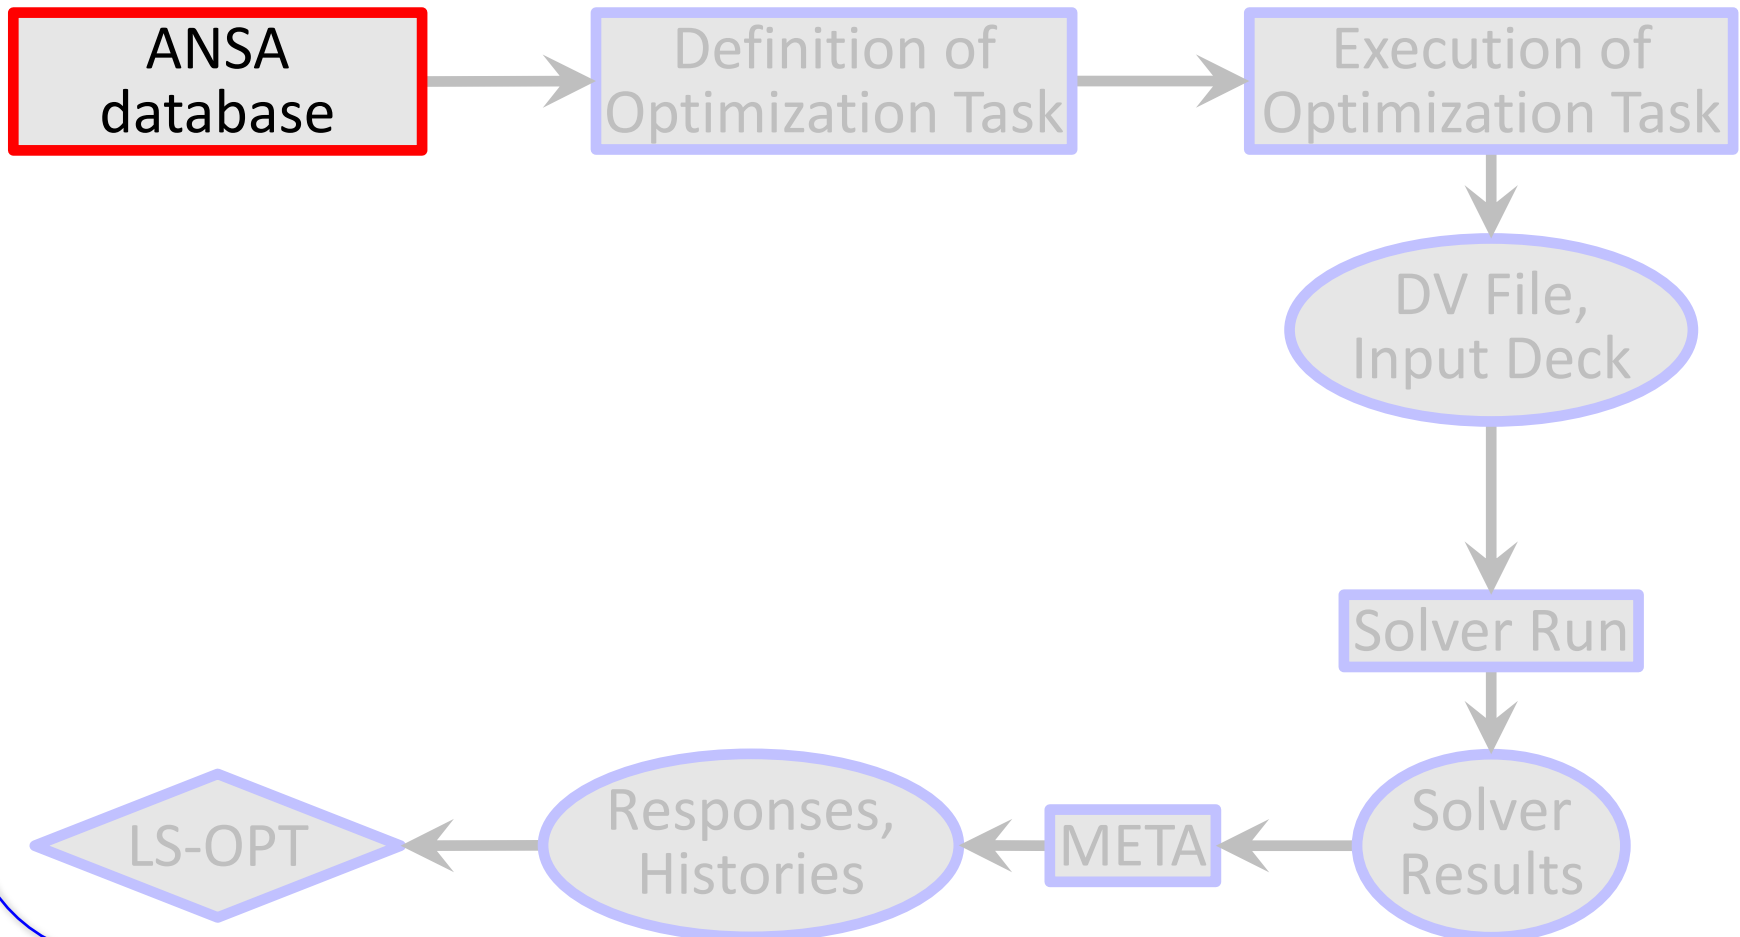 ANSA
database
Definition of
Optimization Task
Execution of
Optimization Task
DV File,
Input Deck
Solver Run
Solver
Results
META
Responses,
Histories
LS-OPT